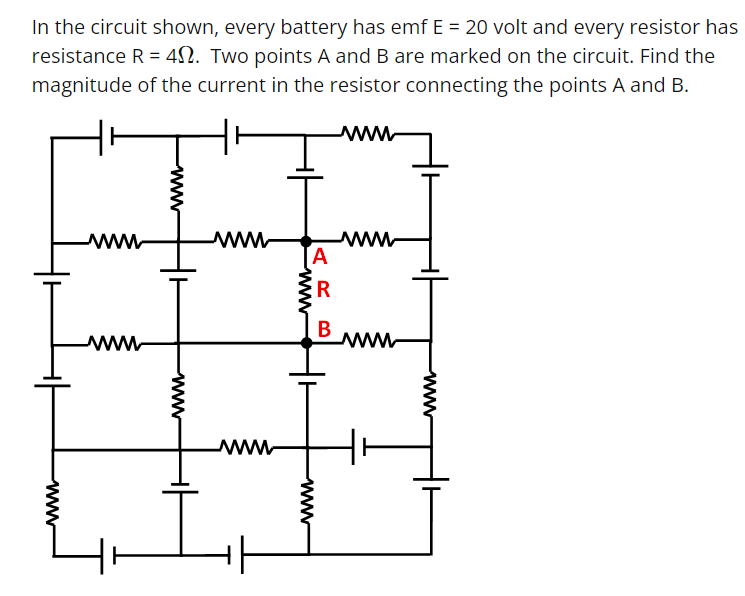 In the circuit shown, every battery has emf E = 20 volt and every resistor has
resistance R = 4Ω. Two points A and B are marked on the circuit. Find the
magnitude of the current in the resistor connecting the points A and B.
A
R
B